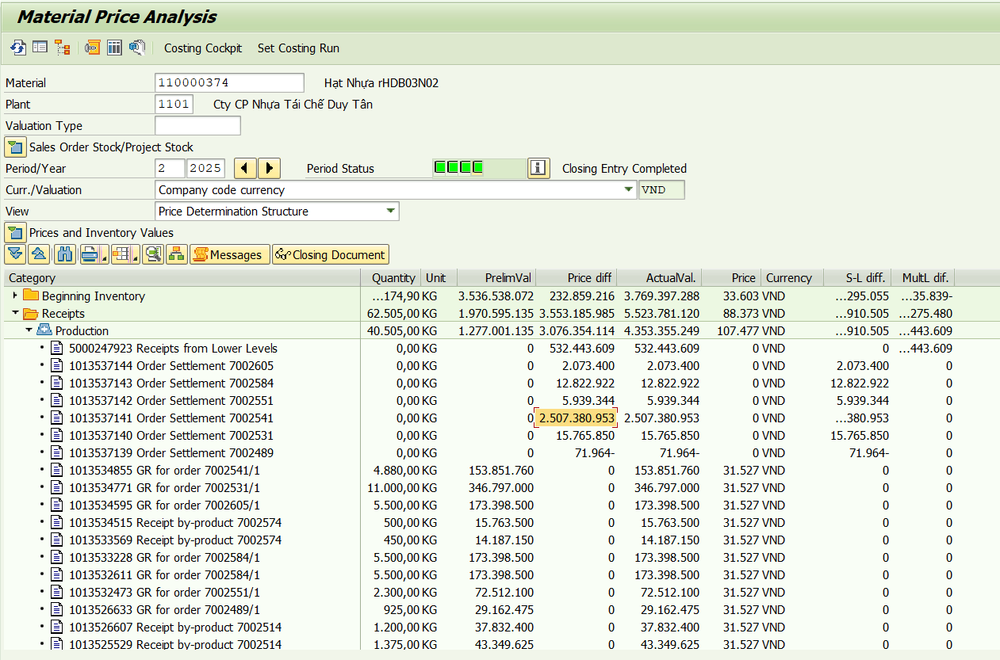 Material Price Analysis
Costing Cockpit Set Costing Run
Material 110000374 Hạt Nhựa rHDB03N02
Plant 1101 Cty CP Nhựa Tái Chế Duy Tân
Valuation Type
Sales Order Stock/Project Stock
Period/Year 2 2025 Period Status Closing Entry Completed
Curr./Valuation Company code currency VND
View Price Determination Structure
Prices and Inventory Values
Messages Closing Document
Category Quantity Unit PrelimVal Price diff ActualVal. Price Currency S-L diff. MultL dif.
Beginning Inventory ...174,90 KG 3.536.538.072 232.859.216 3.769.397.288 33.603 VND ...295.055 ...35.839-
Receipts 62.505,00 KG 1.970.595.135 3.553.185.985 5.523.781.120 88.373 VND ...910.505 ...275.480
Production 40.505,00 KG 1.277.001.135 3.076.354.114 4.353.355.249 107.477 VND ...910.505 ...443.609
5000247923 Receipts from Lower Levels 0,00 KG 0 532.443.609 532.443.609 0 VND 0 ...443.609
1013537144 Order Settlement 7002605 0,00 KG 0 2.073.400 2.073.400 0 VND 2.073.400 0
1013537143 Order Settlement 7002584 0,00 KG 0 12.822.922 12.822.922 0 VND 12.822.922 0
1013537142 Order Settlement 7002551 0,00 KG 0 5.939.344 5.939.344 0 VND 5.939.344 0
1013537141 Order Settlement 7002541 0,00 KG 0 2.507.380.953 2.507.380.953 0 VND ...380.953 0
1013537140 Order Settlement 7002531 0,00 KG 0 15.765.850 15.765.850 0 VND 15.765.850 0
1013537139 Order Settlement 7002489 0,00 KG 0 71.964- 71.964- 0 VND 71.964- 0
1013534855 GR for order 7002541/1 4.880,00 KG 153.851.760 0 153.851.760 31.527 VND 0 0
1013534771 GR for order 7002531/1 11.000,00 KG 346.797.000 0 346.797.000 31.527 VND 0 0
1013534595 GR for order 7002605/1 5.500,00 KG 173.398.500 0 173.398.500 31.527 VND 0 0
1013534515 Receipt by-product 7002574 500,00 KG 15.763.500 0 15.763.500 31.527 VND 0 0
1013533569 Receipt by-product 7002574 450,00 KG 14.187.150 0 14.187.150 31.527 VND 0 0
1013533228 GR for order 7002584/1 5.500,00 KG 173.398.500 0 173.398.500 31.527 VND 0 0
1013532611 GR for order 7002584/1 5.500,00 KG 173.398.500 0 173.398.500 31.527 VND 0 0
1013532473 GR for order 7002551/1 2.300,00 KG 72.512.100 0 72.512.100 31.527 VND 0 0
1013526633 GR for order 7002489/1 925,00 KG 29.162.475 0 29.162.475 31.527 VND 0 0
1013526607 Receipt by-product 7002514 1.200,00 KG 37.832.400 0 37.832.400 31.527 VND 0 0
1013525529 Receipt by-product 7002514 1.375,00 KG 43.349.625 0 43.349.625 31.527 VND 0 0